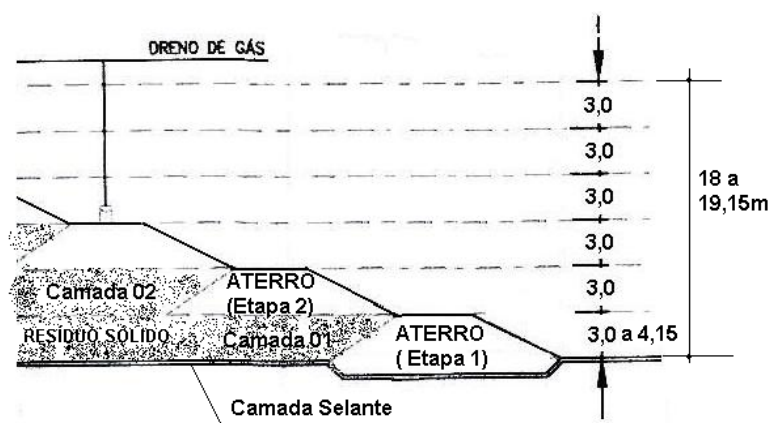 DRENO DE GÁS
3,0
3,0
3,0
3,0
3,0
3,0 a 4,15
18 a
19,15m
Camada 02
ATERRO
(Etapa 2)
RESÍDUO SÓLIDO
Camada 01
ATERRO
( Etapa 1)
Camada Selante